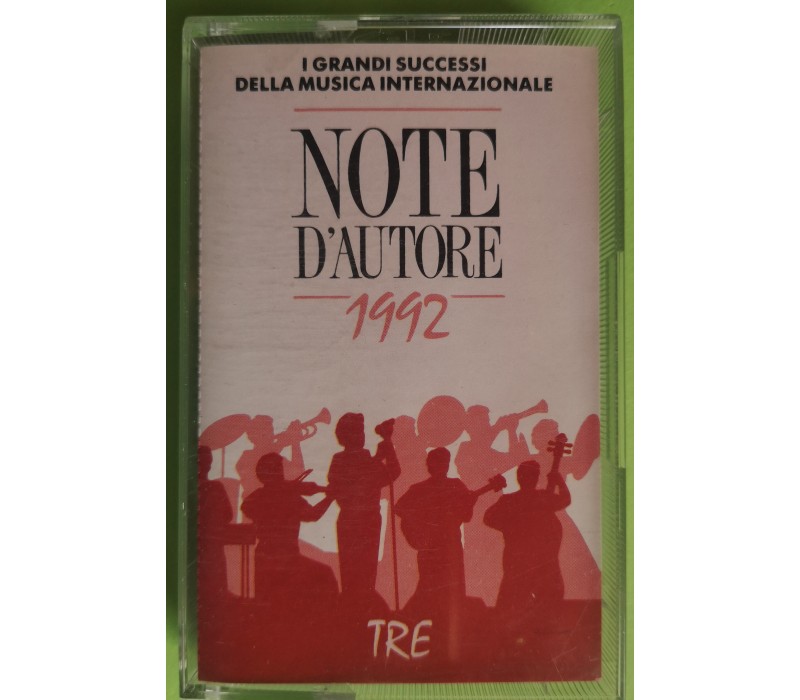 I GRANDI SUCCESSI
DELLA MUSICA INTERNAZIONALE
NOTE
D'AUTORE
1992
TRE